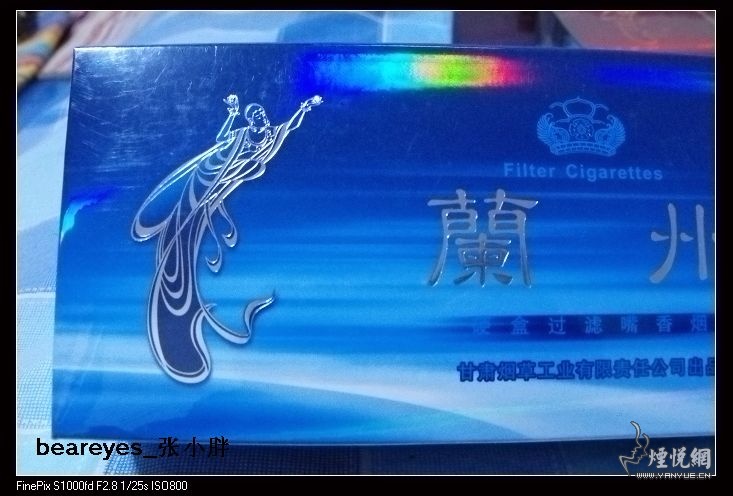 Filter Cigarettes
蘭 州
硬盒过滤嘴香烟
甘肃烟草工业有限责任公司出品
beareyes_张小胖
煙悦網
WWW.YANYUE.CN
FinePix S1000fd F2.8 1/25s ISO800